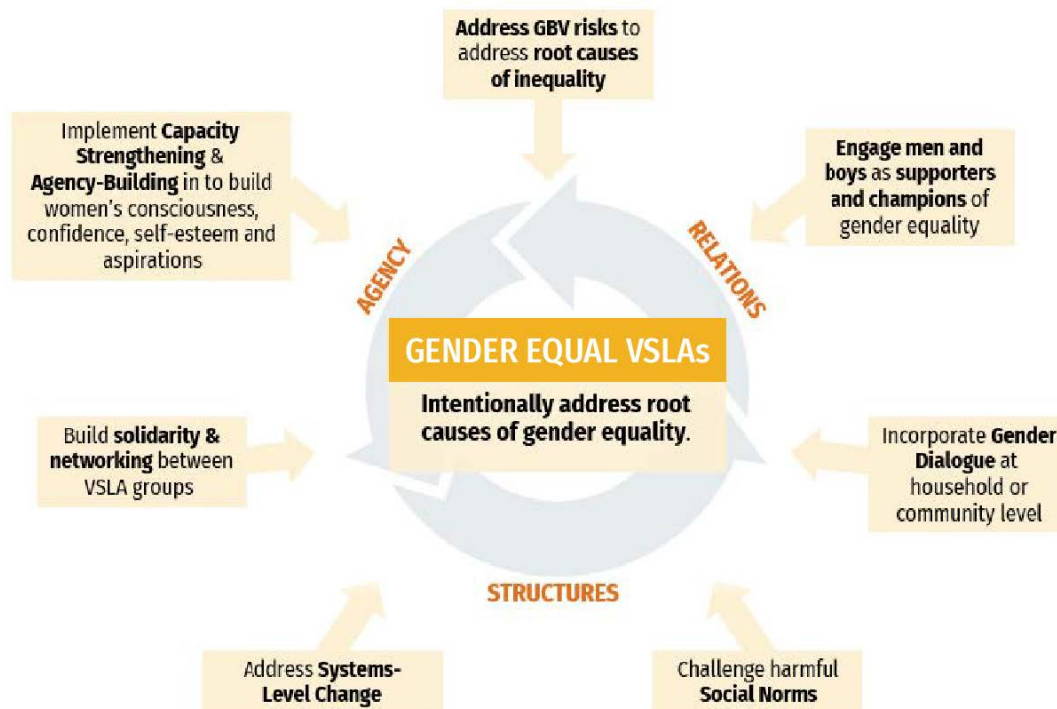 Address GBV risks to
address root causes
of inequality
Implement Capacity
Strengthening &
Agency-Building in to build
women's consciousness,
confidence, self-esteem and
aspirations
Engage men and
boys as supporters
and champions of
gender equality
AGENCY
RELATIONS
GENDER EQUAL VSLAs
Intentionally address root
causes of gender equality.
Build solidarity &
networking between
VSLA groups
Incorporate Gender
Dialogue at
household or
community level
STRUCTURES
Address Systems-
Level Change
Challenge harmful
Social Norms